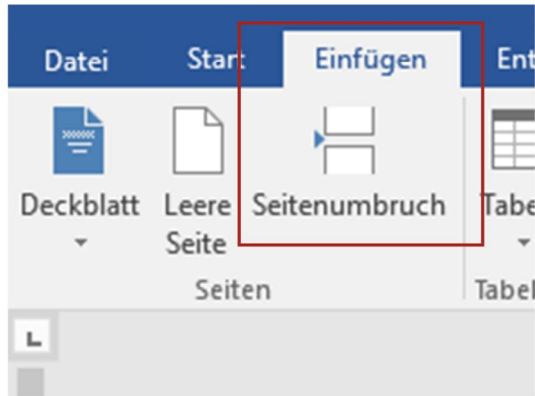 Datei Start Einfügen
Deckblatt Leere Seitenumbruch
Seite
Seiten